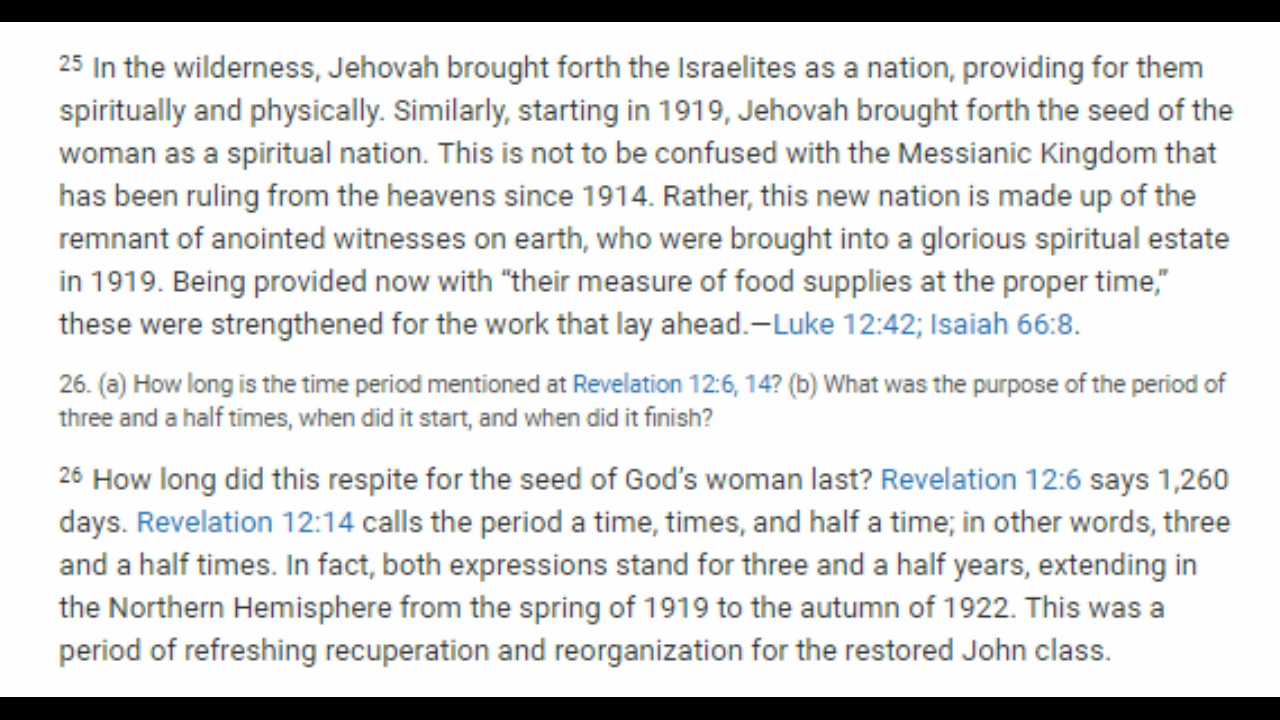 25 In the wilderness, Jehovah brought forth the Israelites as a nation, providing for them
spiritually and physically. Similarly, starting in 1919, Jehovah brought forth the seed of the
woman as a spiritual nation. This is not to be confused with the Messianic Kingdom that
has been ruling from the heavens since 1914. Rather, this new nation is made up of the
remnant of anointed witnesses on earth, who were brought into a glorious spiritual estate
in 1919. Being provided now with “their measure of food supplies at the proper time,”
these were strengthened for the work that lay ahead.—Luke 12:42; Isaiah 66:8.
26. (a) How long is the time period mentioned at Revelation 12:6, 14? (b) What was the purpose of the period of
three and a half times, when did it start, and when did it finish?
26 How long did this respite for the seed of God’s woman last? Revelation 12:6 says 1,260
days. Revelation 12:14 calls the period a time, times, and half a time; in other words, three
and a half times. In fact, both expressions stand for three and a half years, extending in
the Northern Hemisphere from the spring of 1919 to the autumn of 1922. This was a
period of refreshing recuperation and reorganization for the restored John class.